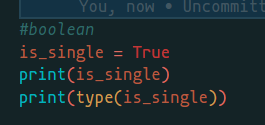 You, now • Uncommitt
#boolean
is_single = True
print(is_single)
print(type(is_single))